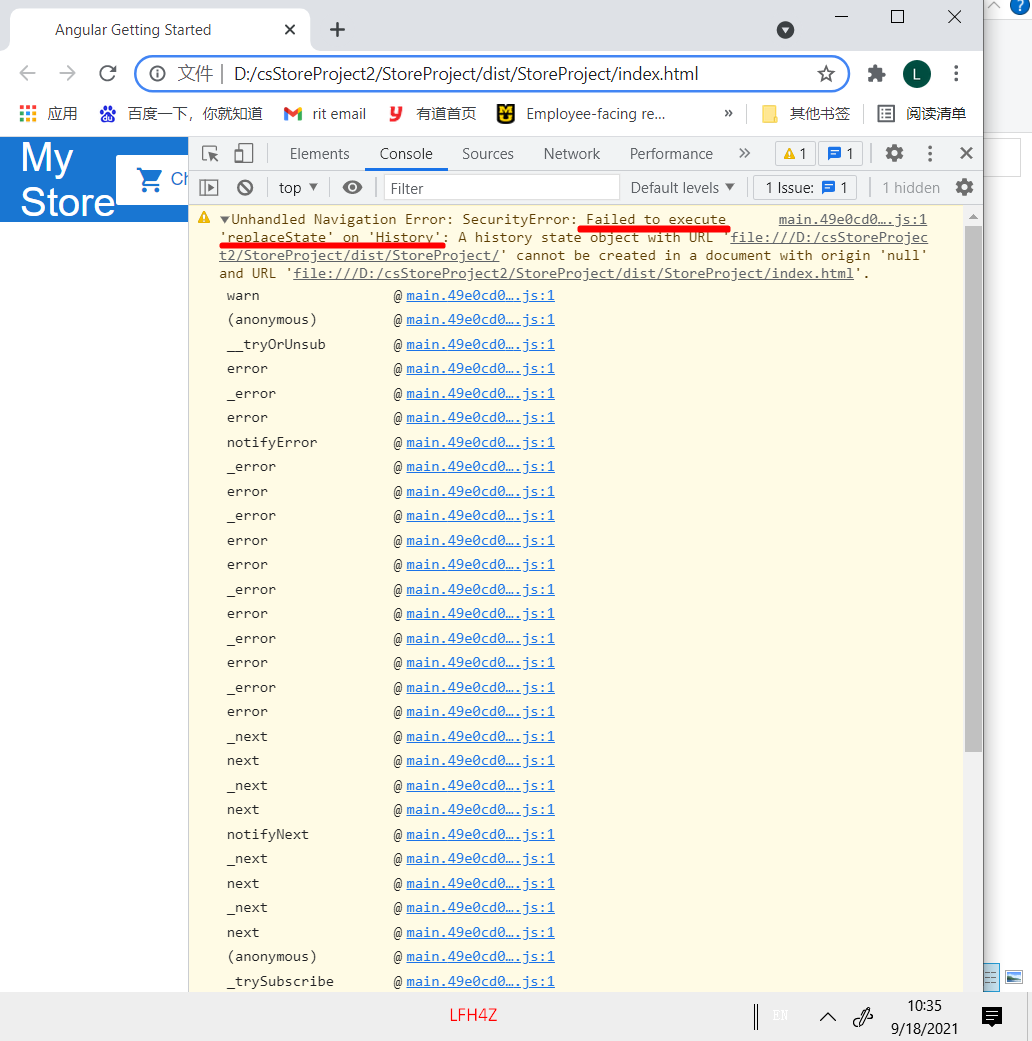 Angular Getting Started
文件 | D:/csStoreProject2/StoreProject/dist/StoreProject/index.html
L
应用 百度一下，你就知道 rit email 有道首页 Employee-facing re... » 其他书签 阅读清单
My
Store
Ch
Elements Console Sources Network Performance » 1 1
top Filter Default levels 1 Issue: 1 1 hidden
Unhandled Navigation Error: SecurityError: Failed to execute main.49e0cd0….js:1
'replaceState' on 'History': A history state object with URL 'file:///D:/csStoreProjec
t2/StoreProject/dist/StoreProject/' cannot be created in a document with origin 'null'
and URL 'file:///D:/csStoreProject2/StoreProject/dist/StoreProject/index.html'.
warn @ main.49e0cd0….js:1
(anonymous) @ main.49e0cd0….js:1
__tryOrUnsub @ main.49e0cd0….js:1
error @ main.49e0cd0….js:1
_error @ main.49e0cd0….js:1
error @ main.49e0cd0….js:1
notifyError @ main.49e0cd0….js:1
_error @ main.49e0cd0….js:1
error @ main.49e0cd0….js:1
_error @ main.49e0cd0….js:1
error @ main.49e0cd0….js:1
error @ main.49e0cd0….js:1
_error @ main.49e0cd0….js:1
error @ main.49e0cd0….js:1
_error @ main.49e0cd0….js:1
error @ main.49e0cd0….js:1
_error @ main.49e0cd0….js:1
error @ main.49e0cd0….js:1
_next @ main.49e0cd0….js:1
next @ main.49e0cd0….js:1
_next @ main.49e0cd0….js:1
next @ main.49e0cd0….js:1
notifyNext @ main.49e0cd0….js:1
_next @ main.49e0cd0….js:1
next @ main.49e0cd0….js:1
_next @ main.49e0cd0….js:1
next @ main.49e0cd0….js:1
(anonymous) @ main.49e0cd0….js:1
_trySubscribe @ main.49e0cd0….js:1
LFH4Z
EN
10:35
9/18/2021